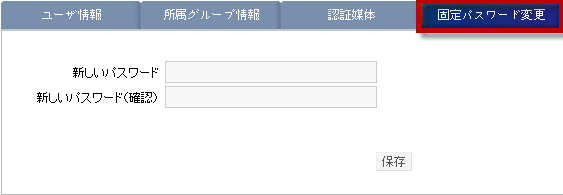 ユーザ情報 所属グループ情報 認証媒体 固定パスワード変更
新しいパスワード
新しいパスワード(確認)
保存